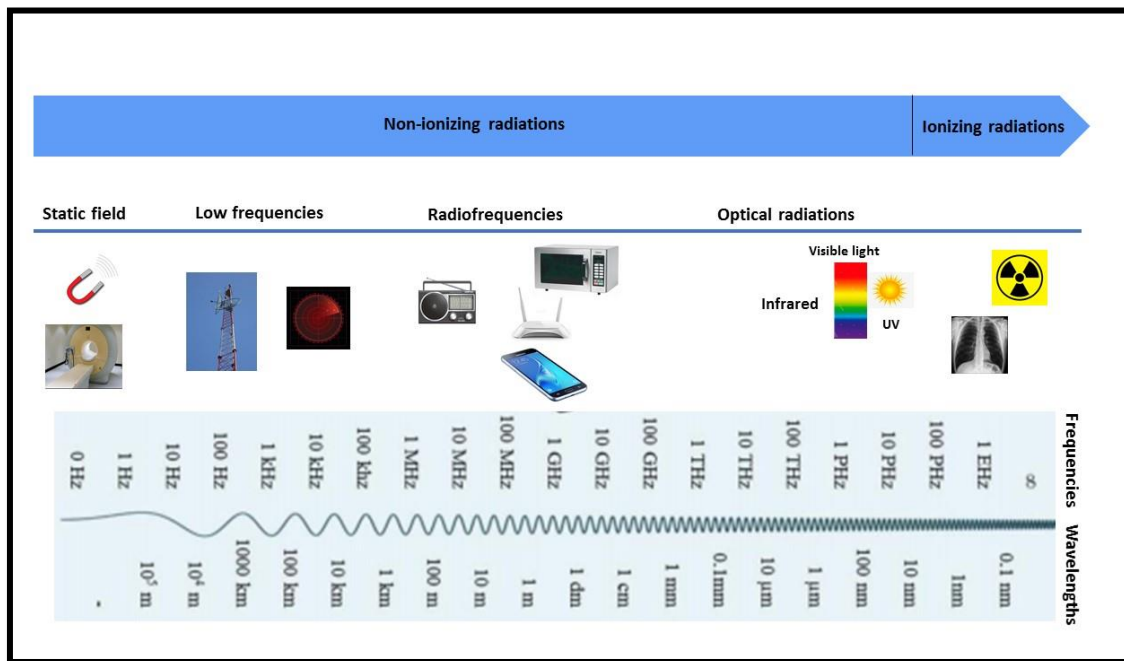 Non-ionizing radiations
Ionizing radiations
Static field
Low frequencies
Radiofrequencies
Optical radiations
Visible light
Infrared
UV
Frequencies
0 Hz
1 Hz
10 Hz
100 Hz
1 kHz
10 kHz
100 khz
1 MHz
10 MHz
100 MHz
1 GHz
10 GHz
100 GHz
1 THz
10 THz
100 THz
1 PHz
10 PHz
100 PHz
1 EHz
∞
Wavelengths
-
10⁵ m
10⁴ m
1000 km
100 km
10 km
1 km
100 m
10 m
1 m
1 dm
1 cm
1 mm
0.1mm
10 µm
1 µm
100 nm
10 nm
1nm
0.1 nm